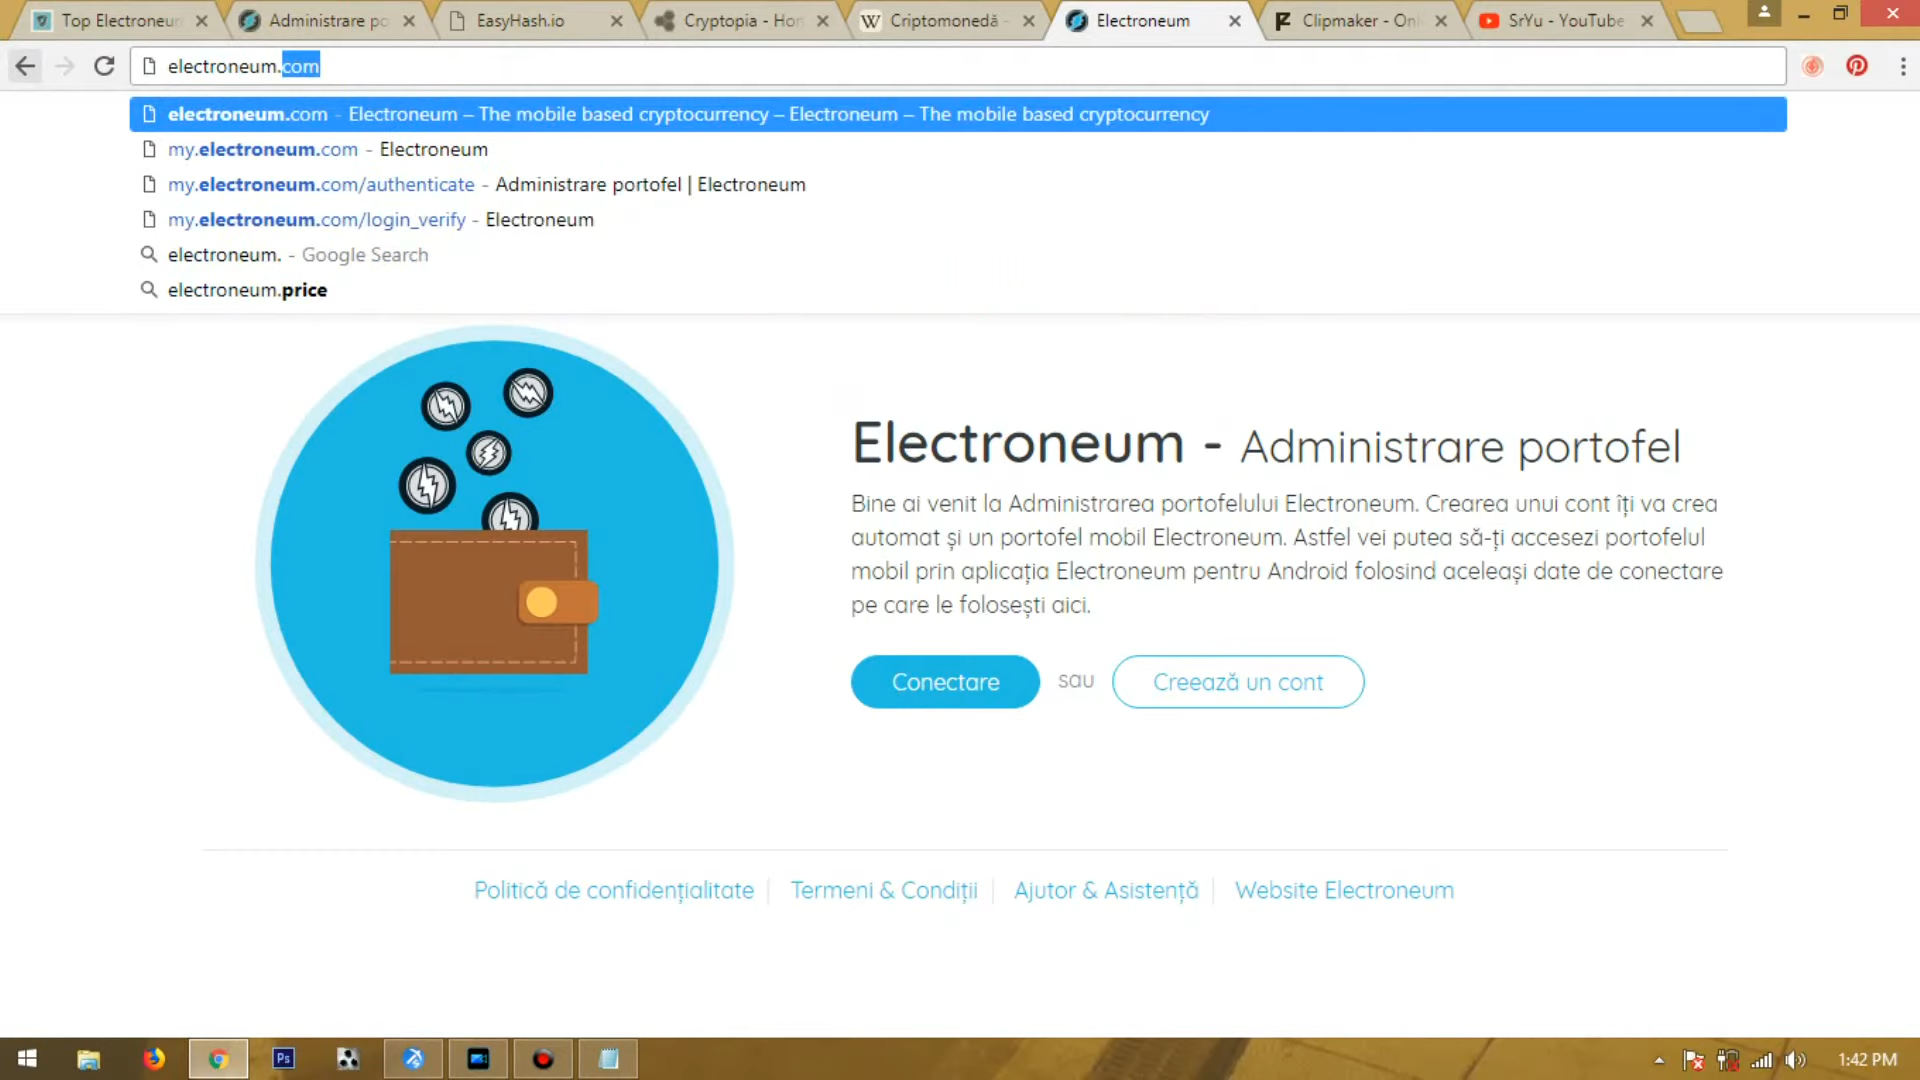 Top Electroneum
Administrare po
EasyHash.io
Cryptopia - Hom
Criptomonedă -
Electroneum
Clipmaker - Onl
SrYu - YouTube
electroneum.com
electroneum.com - Electroneum – The mobile based cryptocurrency – Electroneum – The mobile based cryptocurrency
my.electroneum.com - Electroneum
my.electroneum.com/authenticate - Administrare portofel | Electroneum
my.electroneum.com/login_verify - Electroneum
electroneum. - Google Search
electroneum.price
Electroneum - Administrare portofel
Bine ai venit la Administrarea portofelului Electroneum. Crearea unui cont îți va crea
automat și un portofel mobil Electroneum. Astfel vei putea să-ți accesezi portofelul
mobil prin aplicația Electroneum pentru Android folosind aceleași date de conectare
pe care le folosești aici.
Conectare sau Creează un cont
Politică de confidențialitate
Termeni & Condiții
Ajutor & Asistență
Website Electroneum
Ps
1:42 PM